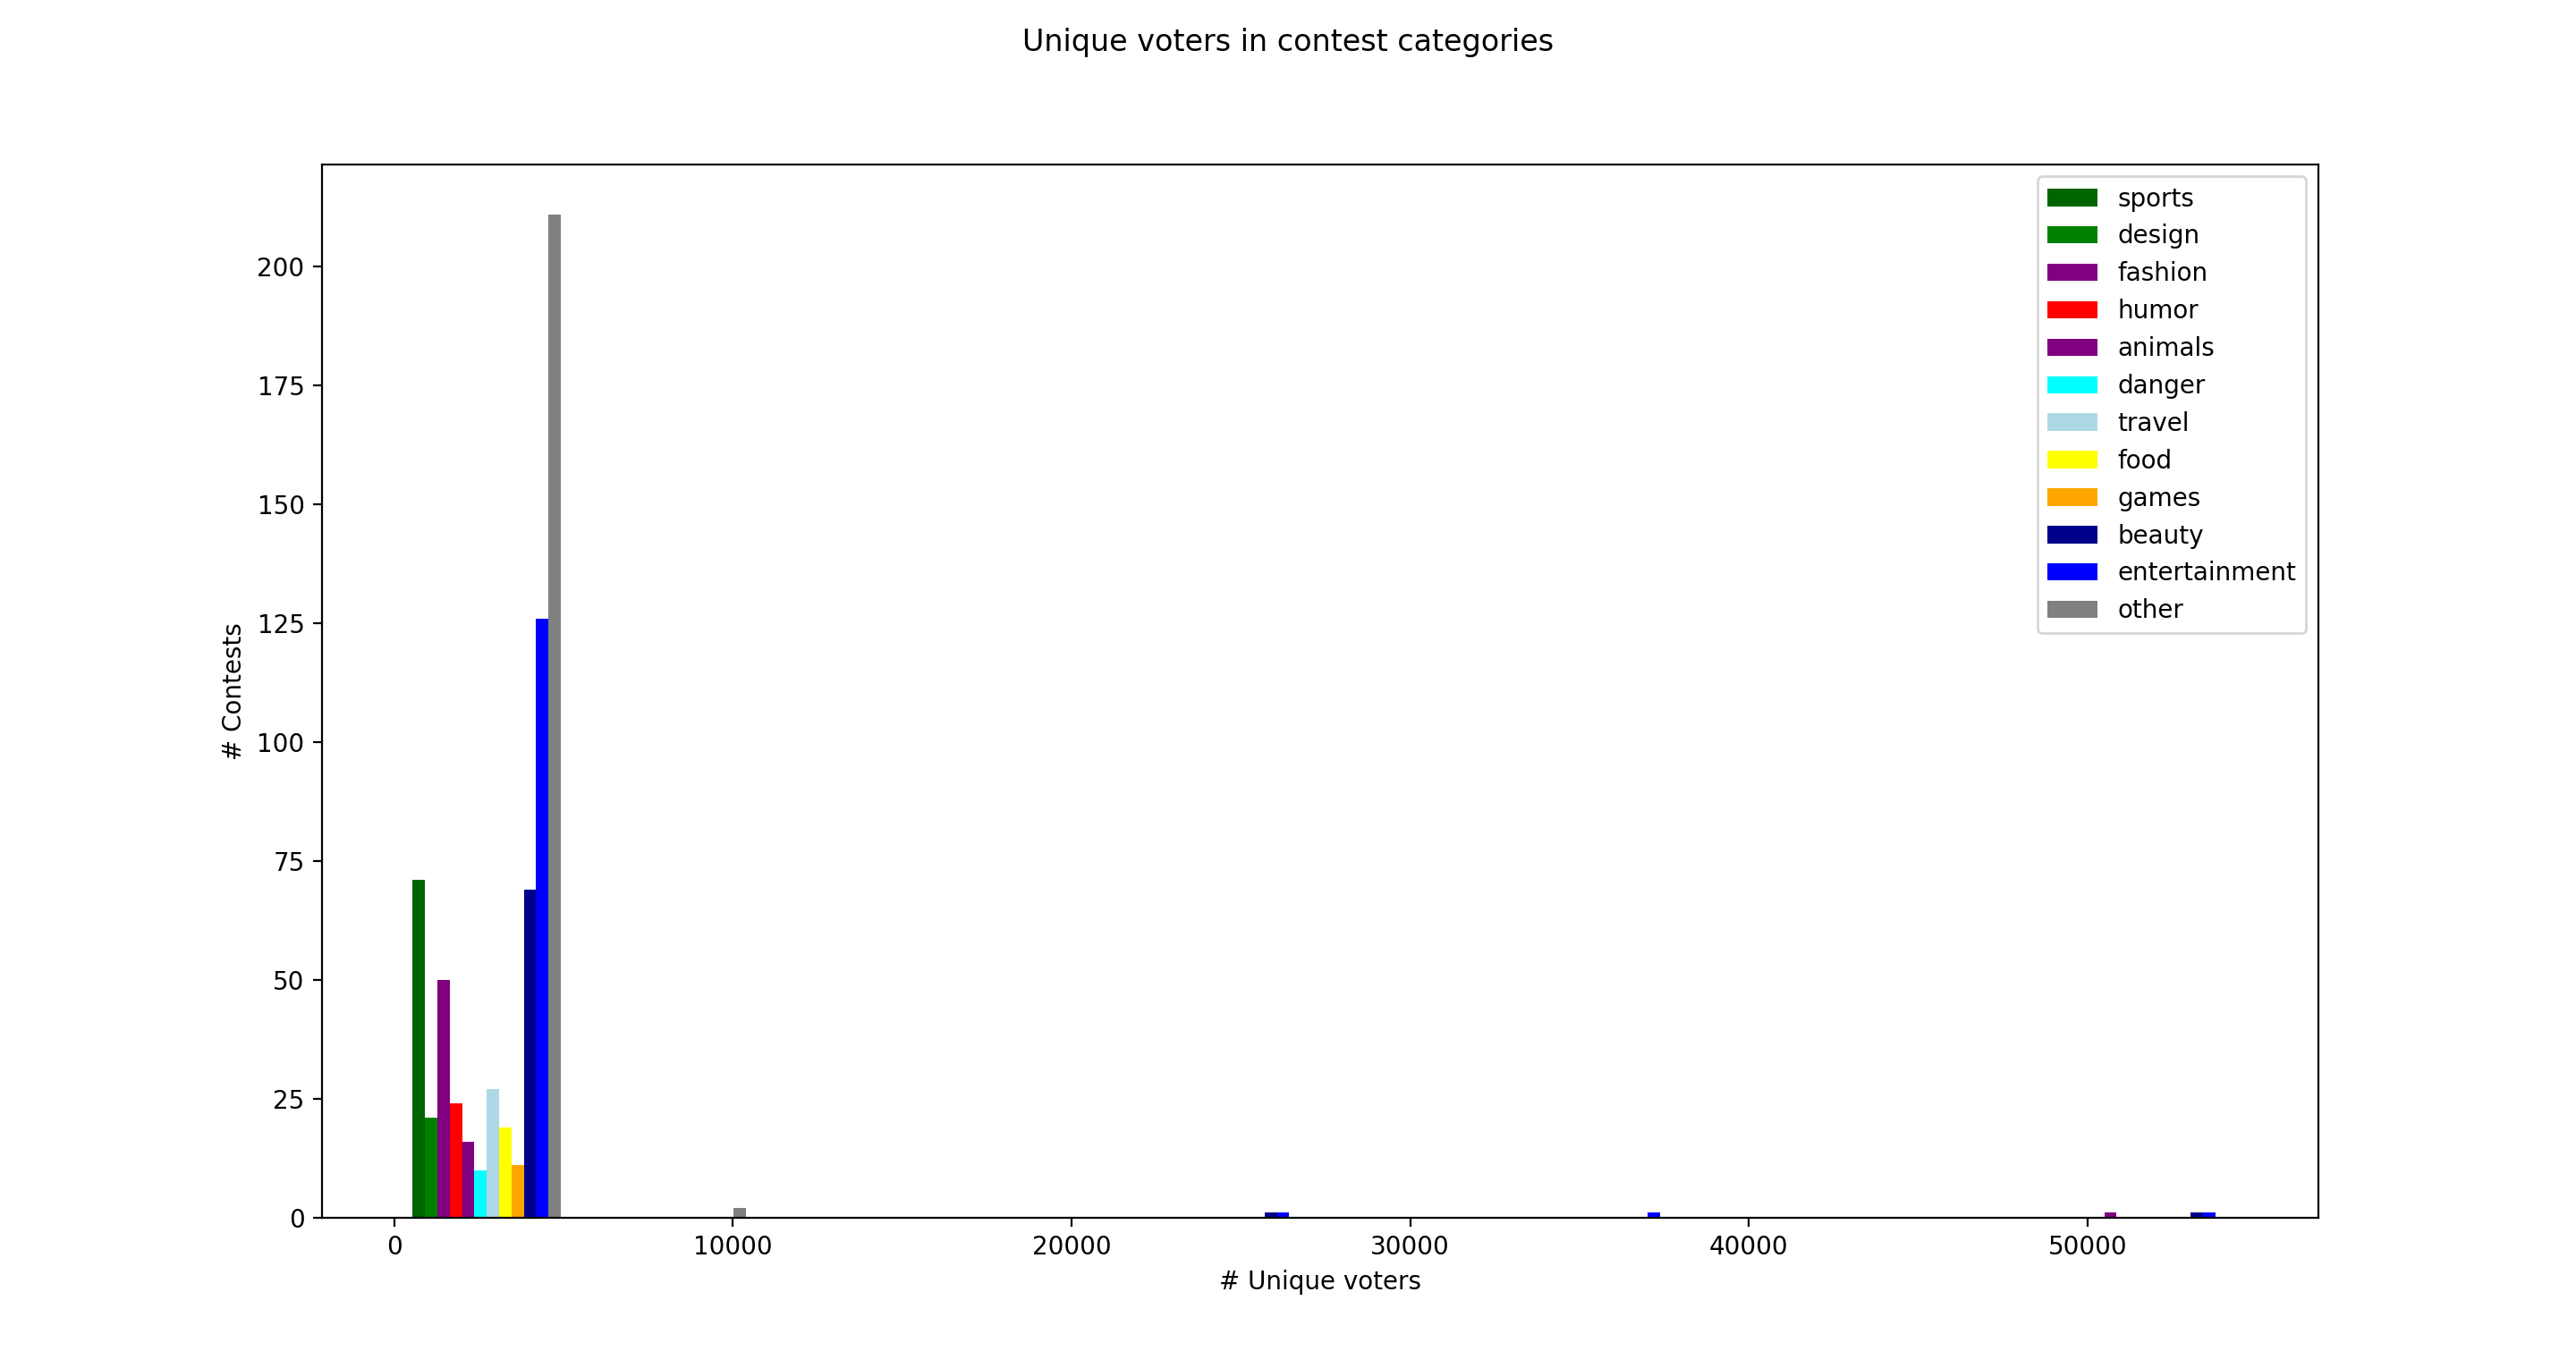 Unique voters in contest categories
200
175
150
125
100
75
50
25
0
# Contests
0 10000 20000 30000 40000 50000
# Unique voters
sports
design
fashion
humor
animals
danger
travel
food
games
beauty
entertainment
other